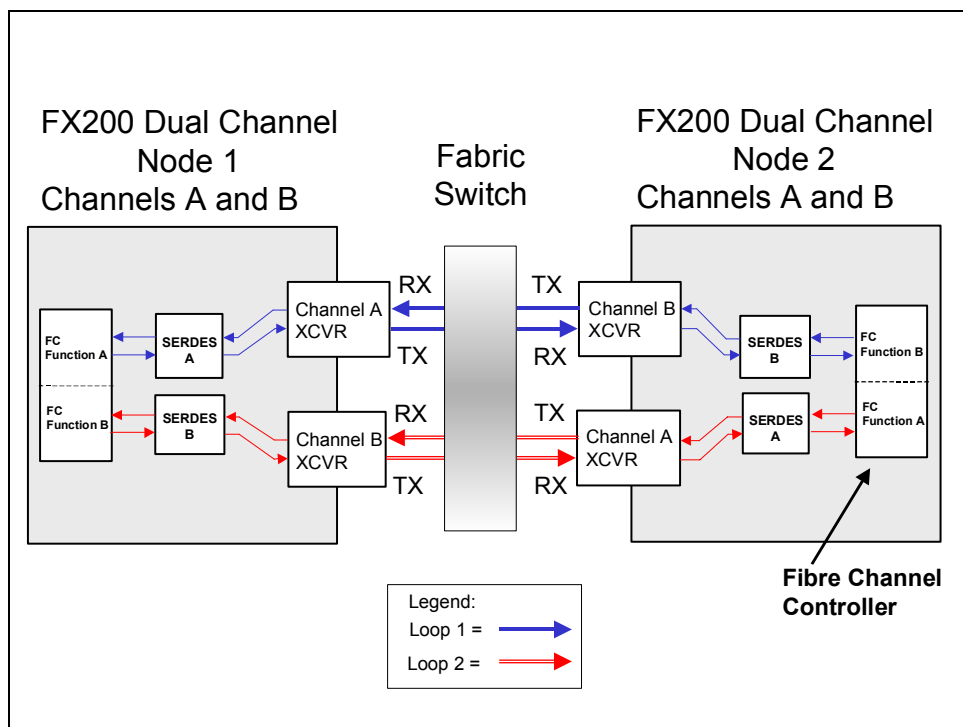 FX200 Dual Channel
Node 1
Channels A and B
Fabric
Switch
FX200 Dual Channel
Node 2
Channels A and B
FC
Function A
FC
Function B
SERDES
A
SERDES
B
Channel A
XCVR
Channel B
XCVR
RX
TX
RX
TX
TX
RX
TX
RX
Channel B
XCVR
Channel A
XCVR
SERDES
B
SERDES
A
FC
Function B
FC
Function A
Fibre Channel
Controller
Legend:
Loop 1 =
Loop 2 =